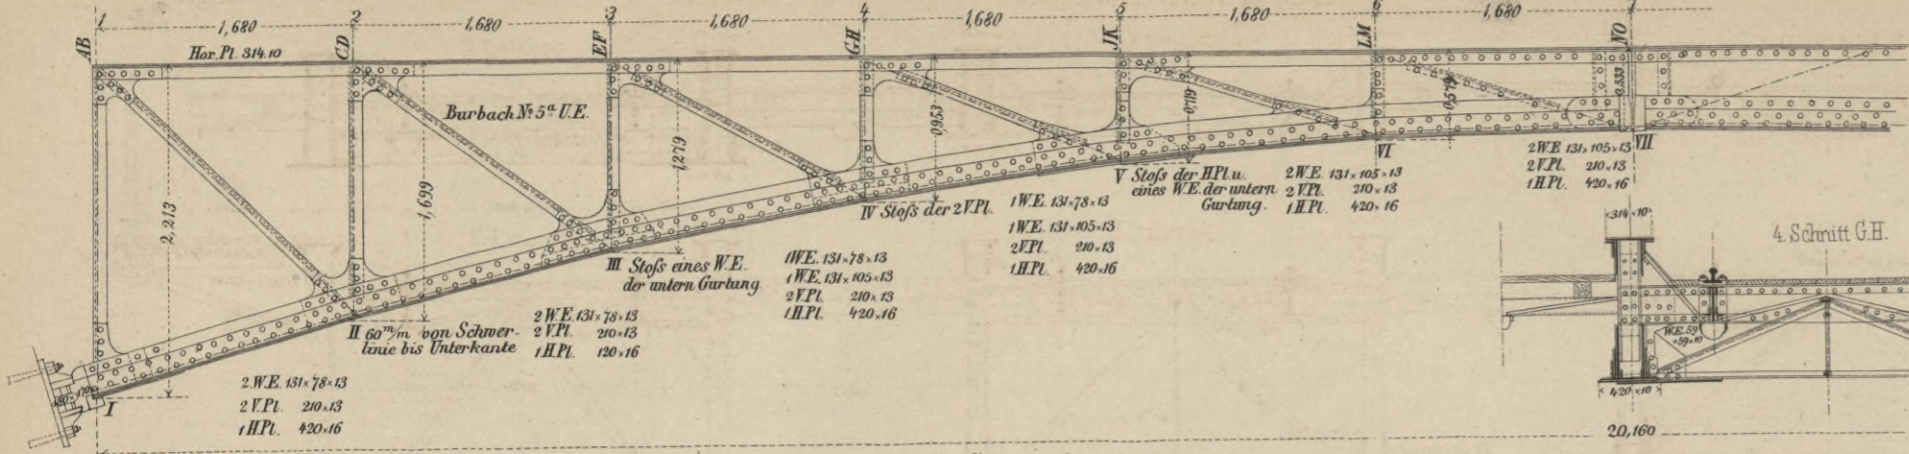 1 2 3 4 5 6 7
1,680 1,680 1,680 1,680 1,680 1,680
AB CD EF GH JK LM NO
Hor. Pl. 314.10
Burbach № 5ª U.E.
2,213
1,699
1,279
0,953
0,719
0,579
0,533
I
2 W.E. 131×78×13
2 V.Pl. 210×13
1 H.Pl. 420×16
II 60 m/m von Schwer-
linie bis Unterkante
2 W.E. 131×78×13
2 V.Pl. 210×13
1 H.Pl. 120×16
III Stoſs eines W.E.
der untern Gurtung
1 W.E. 131×78×13
1 W.E. 131×105×13
2 V.Pl. 210×13
1 H.Pl. 420×16
IV Stoſs der 2 V.Pl.
1 W.E. 131×78×13
1 W.E. 131×105×13
2 V.Pl. 210×13
1 H.Pl. 420×16
V Stoſs der H.Pl. u.
eines W.E. der untern
Gurtung.
2 W.E. 131×105×13
2 V.Pl. 210×13
1 H.Pl. 420×16
VI
2 W.E. 131×105×13
2 V.Pl. 210×13
1 H.Pl. 420×16
VII
314×10
4. Schnitt G.H.
W.E. 59
×59×10
420×10
20,160